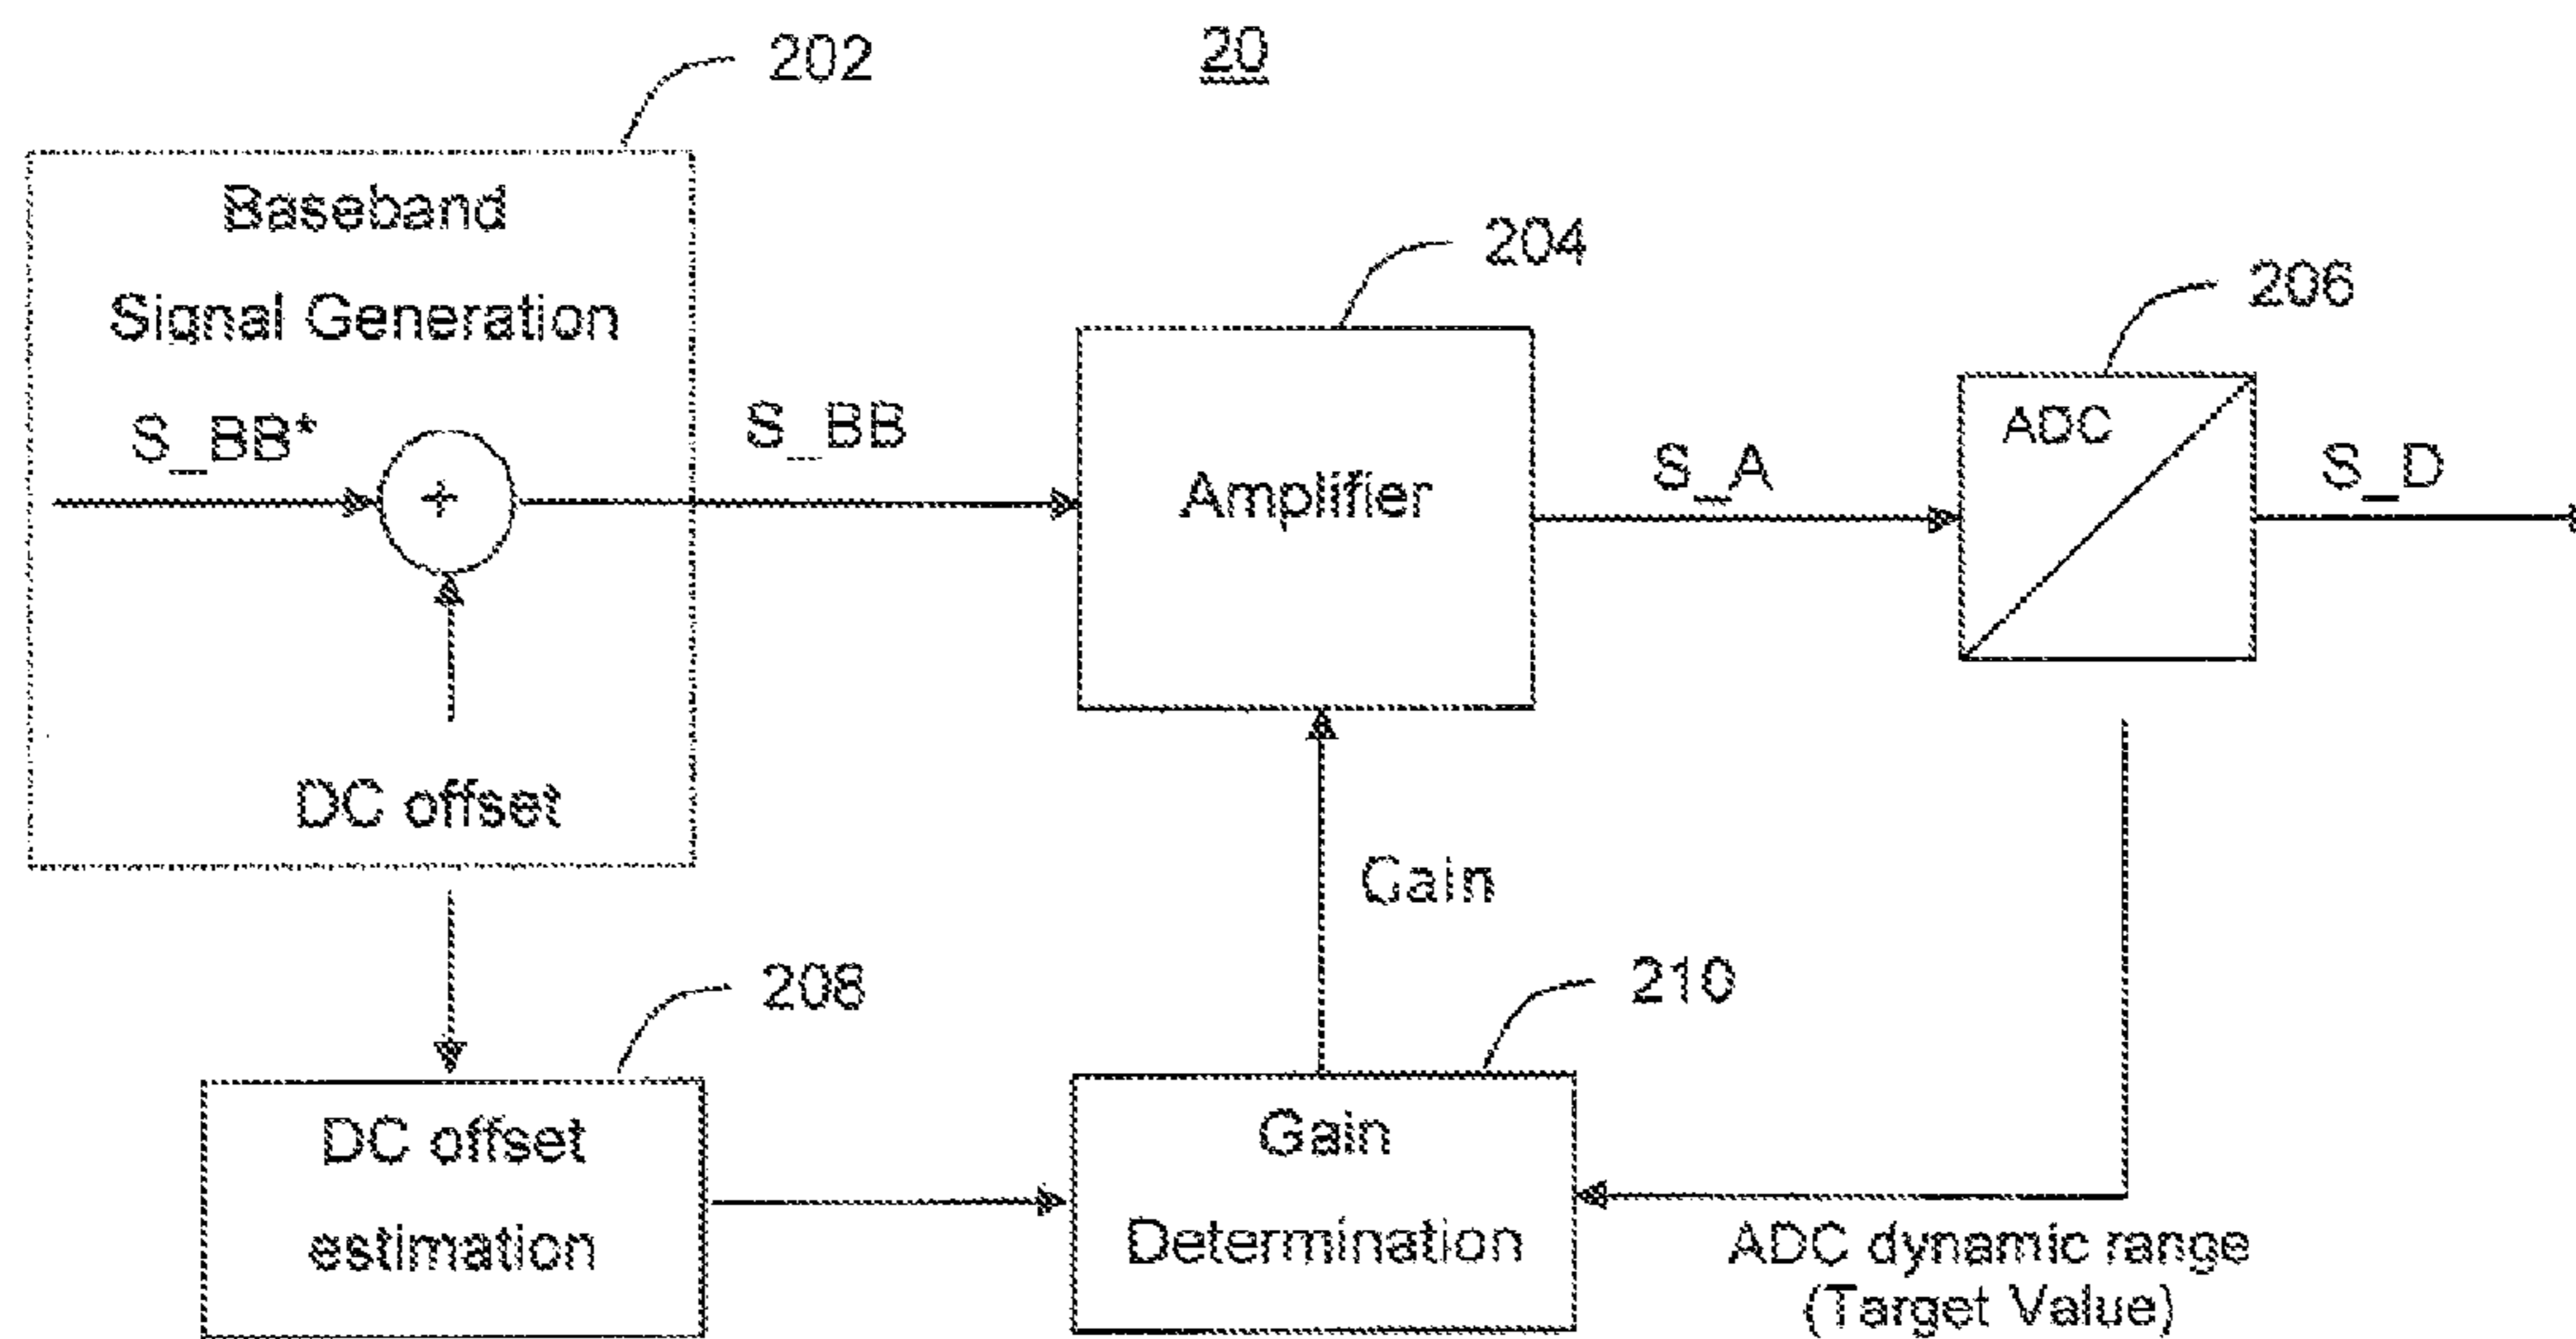 20
202
Baseband
Signal Generation
S_BB*
+
DC offset
S_BB
204
Amplifier
S_A
206
ADC
S_D
Gain
208
DC offset
estimation
210
Gain
Determination
ADC dynamic range
(Target Value)